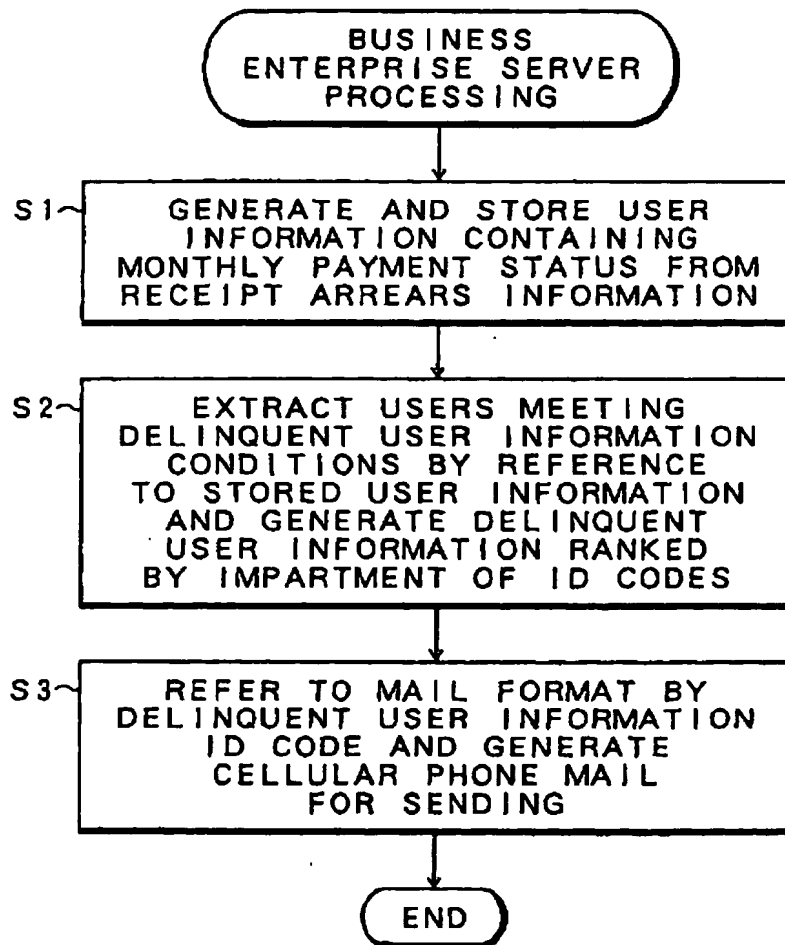 BUSINESS
ENTERPRISE SERVER
PROCESSING
S1
GENERATE AND STORE USER
INFORMATION CONTAINING
MONTHLY PAYMENT STATUS FROM
RECEIPT ARREARS INFORMATION
S2
EXTRACT USERS MEETING
DELINQUENT USER INFORMATION
CONDITIONS BY REFERENCE
TO STORED USER INFORMATION
AND GENERATE DELINQUENT
USER INFORMATION RANKED
BY IMPARTMENT OF ID CODES
S3
REFER TO MAIL FORMAT BY
DELINQUENT USER INFORMATION
ID CODE AND GENERATE
CELLULAR PHONE MAIL
FOR SENDING
END